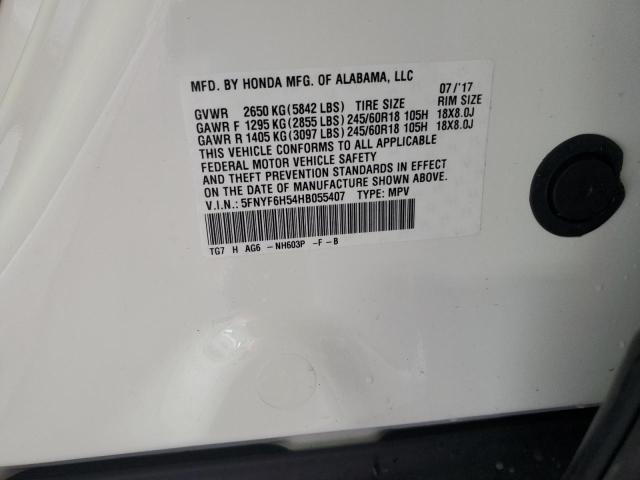 MFD. BY HONDA MFG. OF ALABAMA, LLC 07/'17
GVWR 2650 KG (5842 LBS) TIRE SIZE RIM SIZE
GAWR F 1295 KG (2855 LBS) 245/60R18 105H 18X8.0J
GAWR R 1405 KG (3097 LBS) 245/60R18 105H 18X8.0J
THIS VEHICLE CONFORMS TO ALL APPLICABLE
FEDERAL MOTOR VEHICLE SAFETY
AND THEFT PREVENTION STANDARDS IN EFFECT
ON THE DATE OF MANUFACTURE SHOWN ABOVE.
V.I.N.: 5FNYF6H54HB055407 TYPE: MPV
TG7 H AG6 -NH603P -F-B